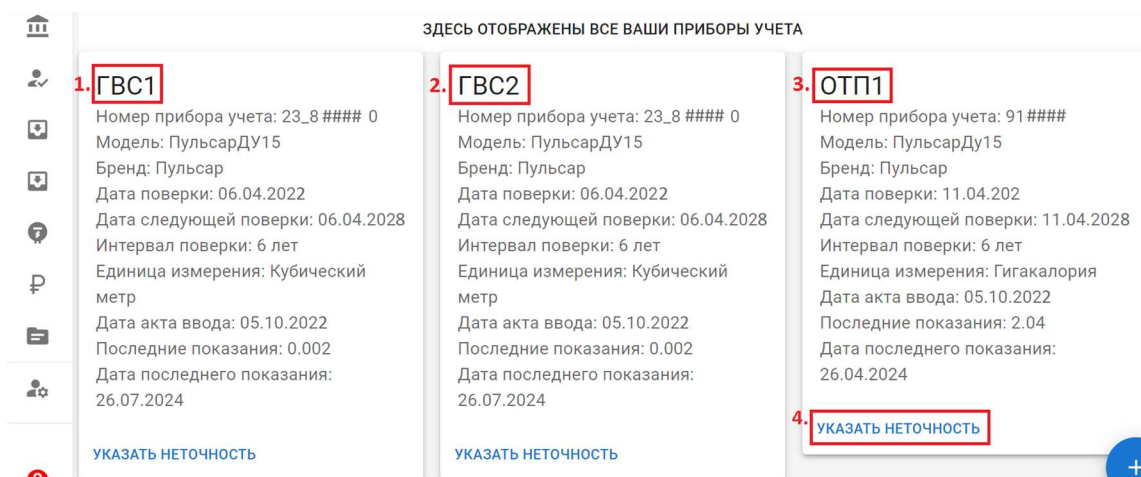 ЗДЕСЬ ОТОБРАЖЕНЫ ВСЕ ВАШИ ПРИБОРЫ УЧЕТА
1. ГВС1
Номер прибора учета: 23_8 #### 0
Модель: ПульсарДУ15
Бренд: Пульсар
Дата поверки: 06.04.2022
Дата следующей поверки: 06.04.2028
Интервал поверки: 6 лет
Единица измерения: Кубический
метр
Дата акта ввода: 05.10.2022
Последние показания: 0.002
Дата последнего показания:
26.07.2024
УКАЗАТЬ НЕТОЧНОСТЬ
2. ГВС2
Номер прибора учета: 23_8 #### 0
Модель: ПульсарДУ15
Бренд: Пульсар
Дата поверки: 06.04.2022
Дата следующей поверки: 06.04.2028
Интервал поверки: 6 лет
Единица измерения: Кубический
метр
Дата акта ввода: 05.10.2022
Последние показания: 0.002
Дата последнего показания:
26.07.2024
УКАЗАТЬ НЕТОЧНОСТЬ
3. ОТП1
Номер прибора учета: 91####
Модель: ПульсарДу15
Бренд: Пульсар
Дата поверки: 11.04.202
Дата следующей поверки: 11.04.2028
Интервал поверки: 6 лет
Единица измерения: Гигакалория
Дата акта ввода: 05.10.2022
Последние показания: 2.04
Дата последнего показания:
26.04.2024
4. УКАЗАТЬ НЕТОЧНОСТЬ